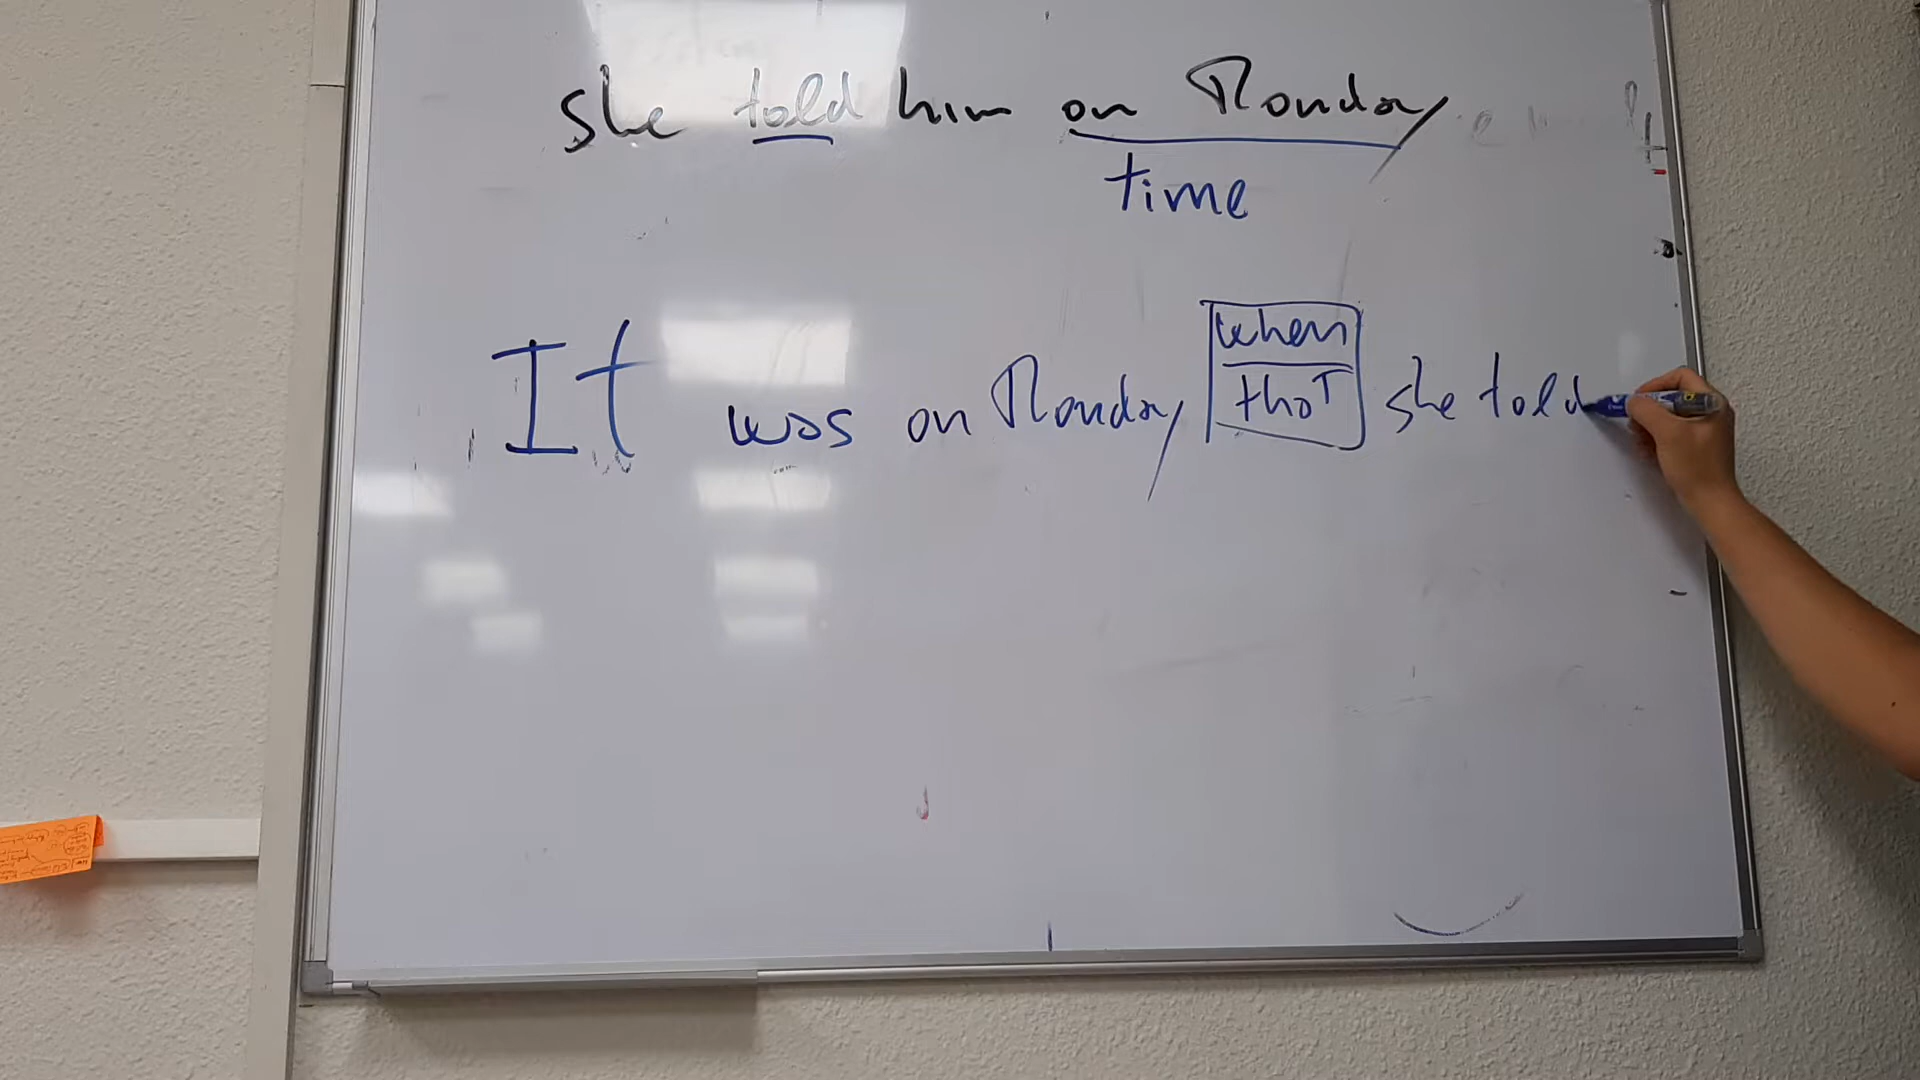 she told him on Monday
time
It was on Monday when she told
that